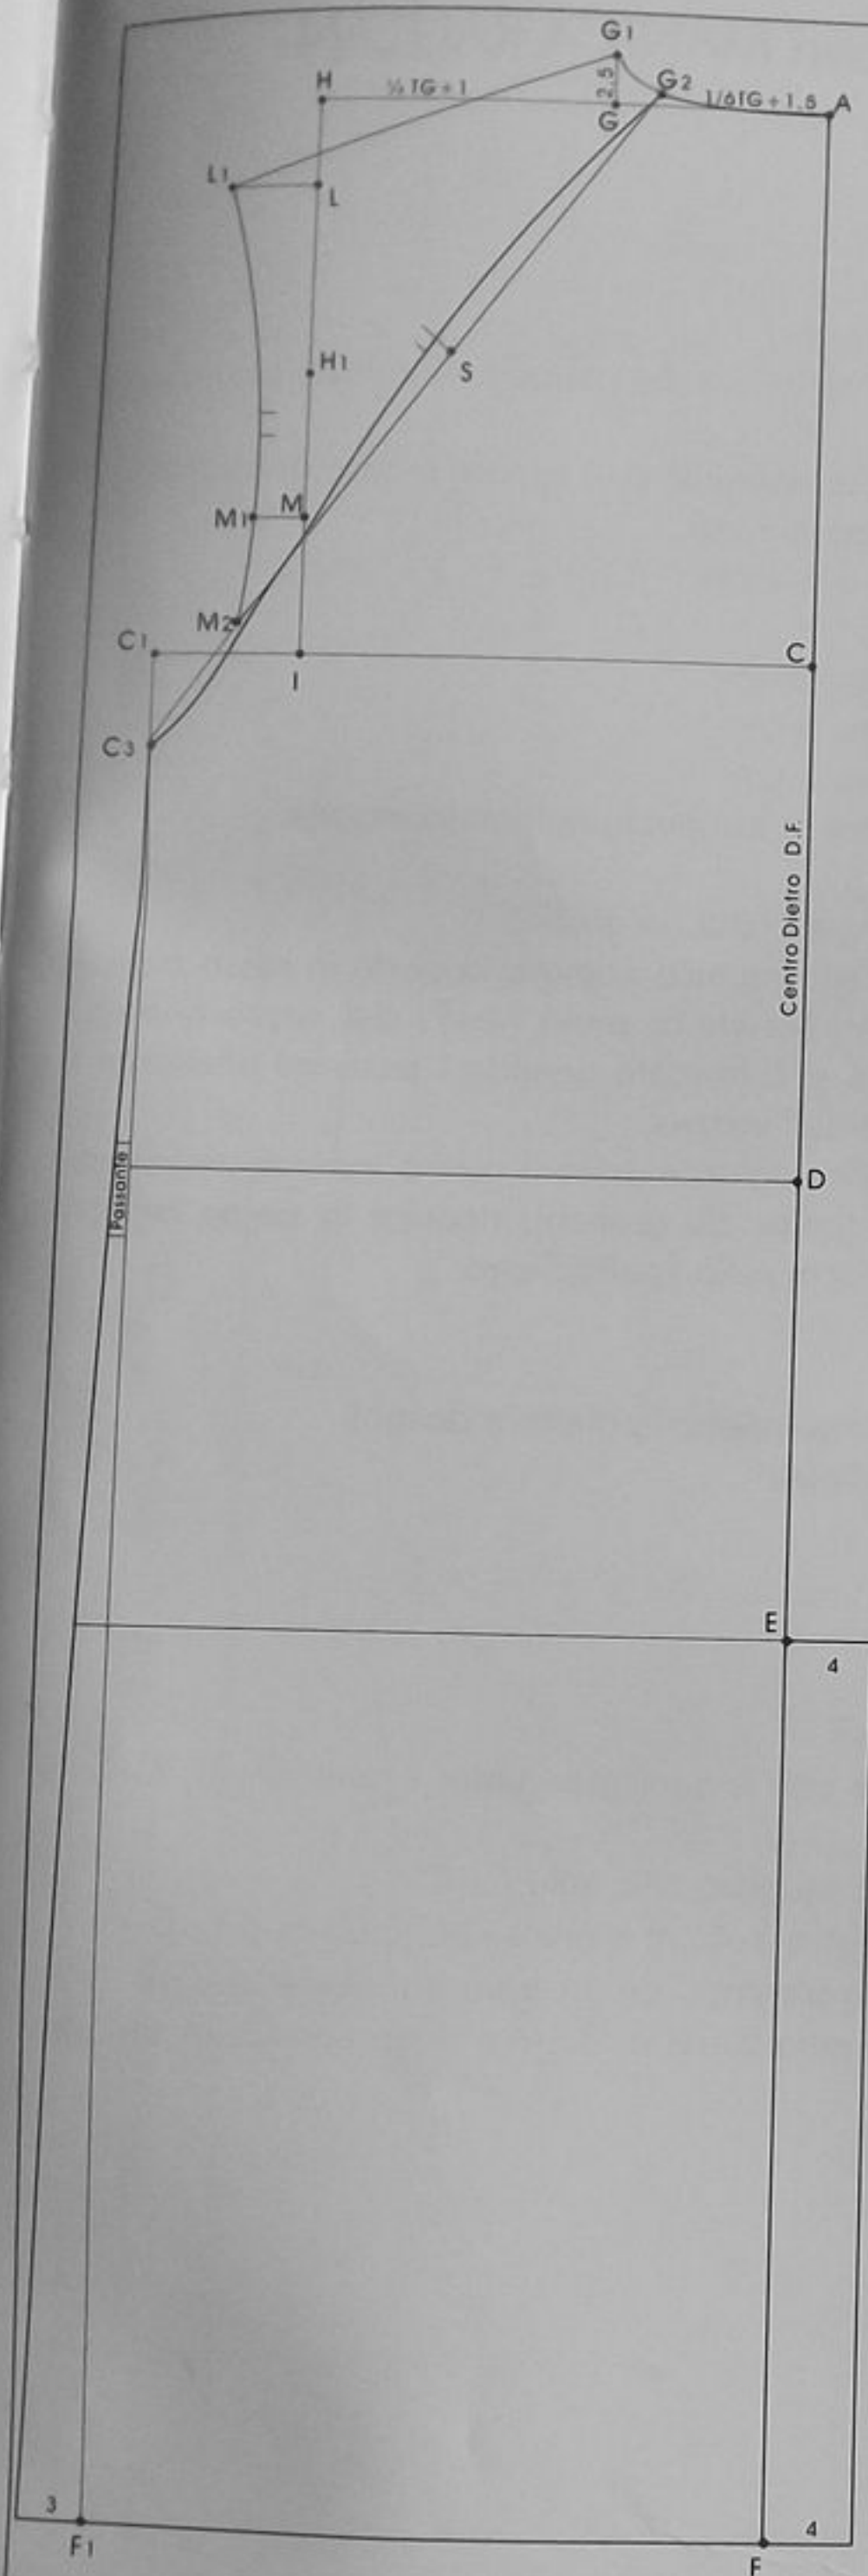 G1
H
½ TG + 1
2.5
G2
1/6TG + 1.5
A
G
L1
L
H1
S
M1
M
M2
C1
I
C
C3
Centro Dietro D.F.
Passante
D
E
4
3
F1
4
F